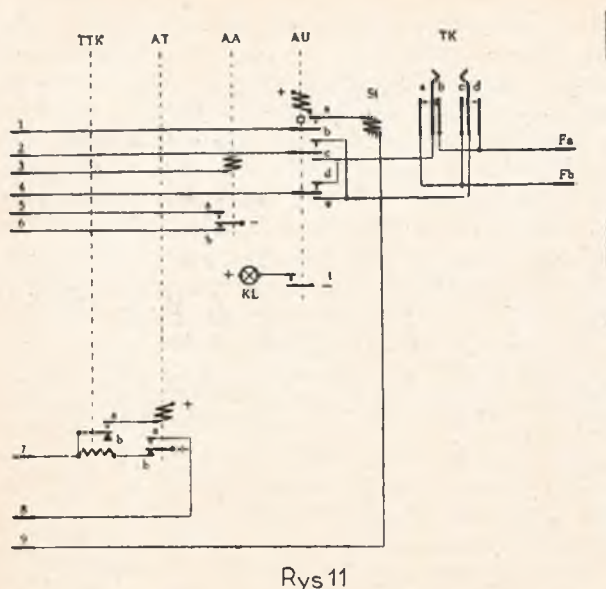 TTK AT AA AU TK
+ a St a b c d
1 b
2 c Fa
3 d
4 e Fb
5 a
6 b -
+ KL -
a +
b a
7 b +
8
9
Rys 11